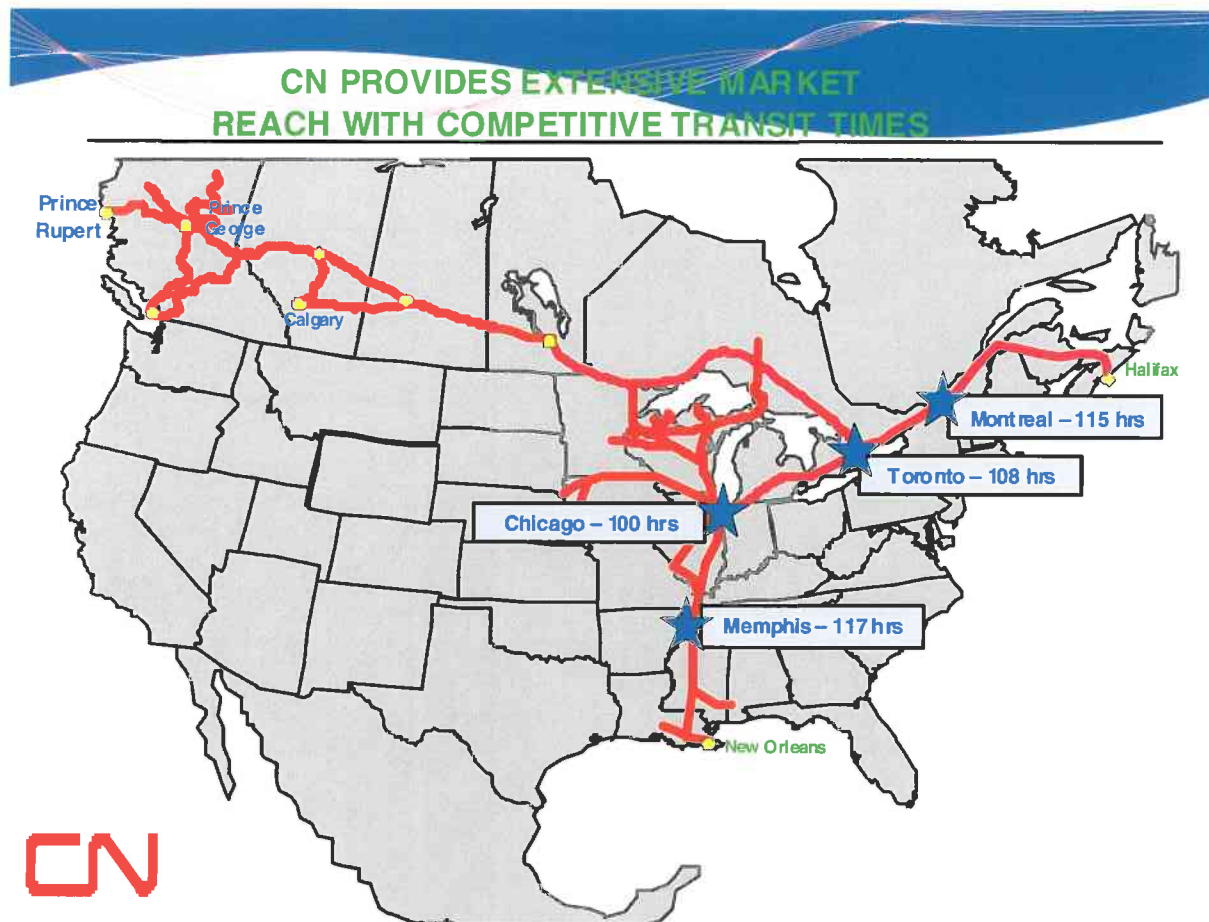 CN PROVIDES EXTENSIVE MARKET
REACH WITH COMPETITIVE TRANSIT TIMES
Prince
Rupert
Prince
George
Calgary
Halifax
Montreal – 115 hrs
Toronto – 108 hrs
Chicago – 100 hrs
Memphis – 117 hrs
New Orleans
CN